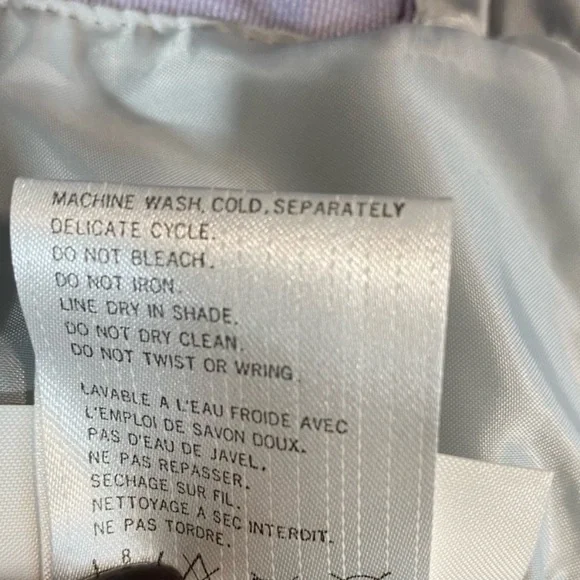 MACHINE WASH, COLD, SEPARATELY
DELICATE CYCLE.
DO NOT BLEACH.
DO NOT IRON.
LINE DRY IN SHADE.
DO NOT DRY CLEAN.
DO NOT TWIST OR WRING.
LAVABLE A L'EAU FROIDE AVEC
L'EMPLOI DE SAVON DOUX.
PAS D'EAU DE JAVEL.
NE PAS REPASSER.
SECHAGE SUR FIL.
NETTOYAGE A SEC INTERDIT.
NE PAS TORDRE.
8